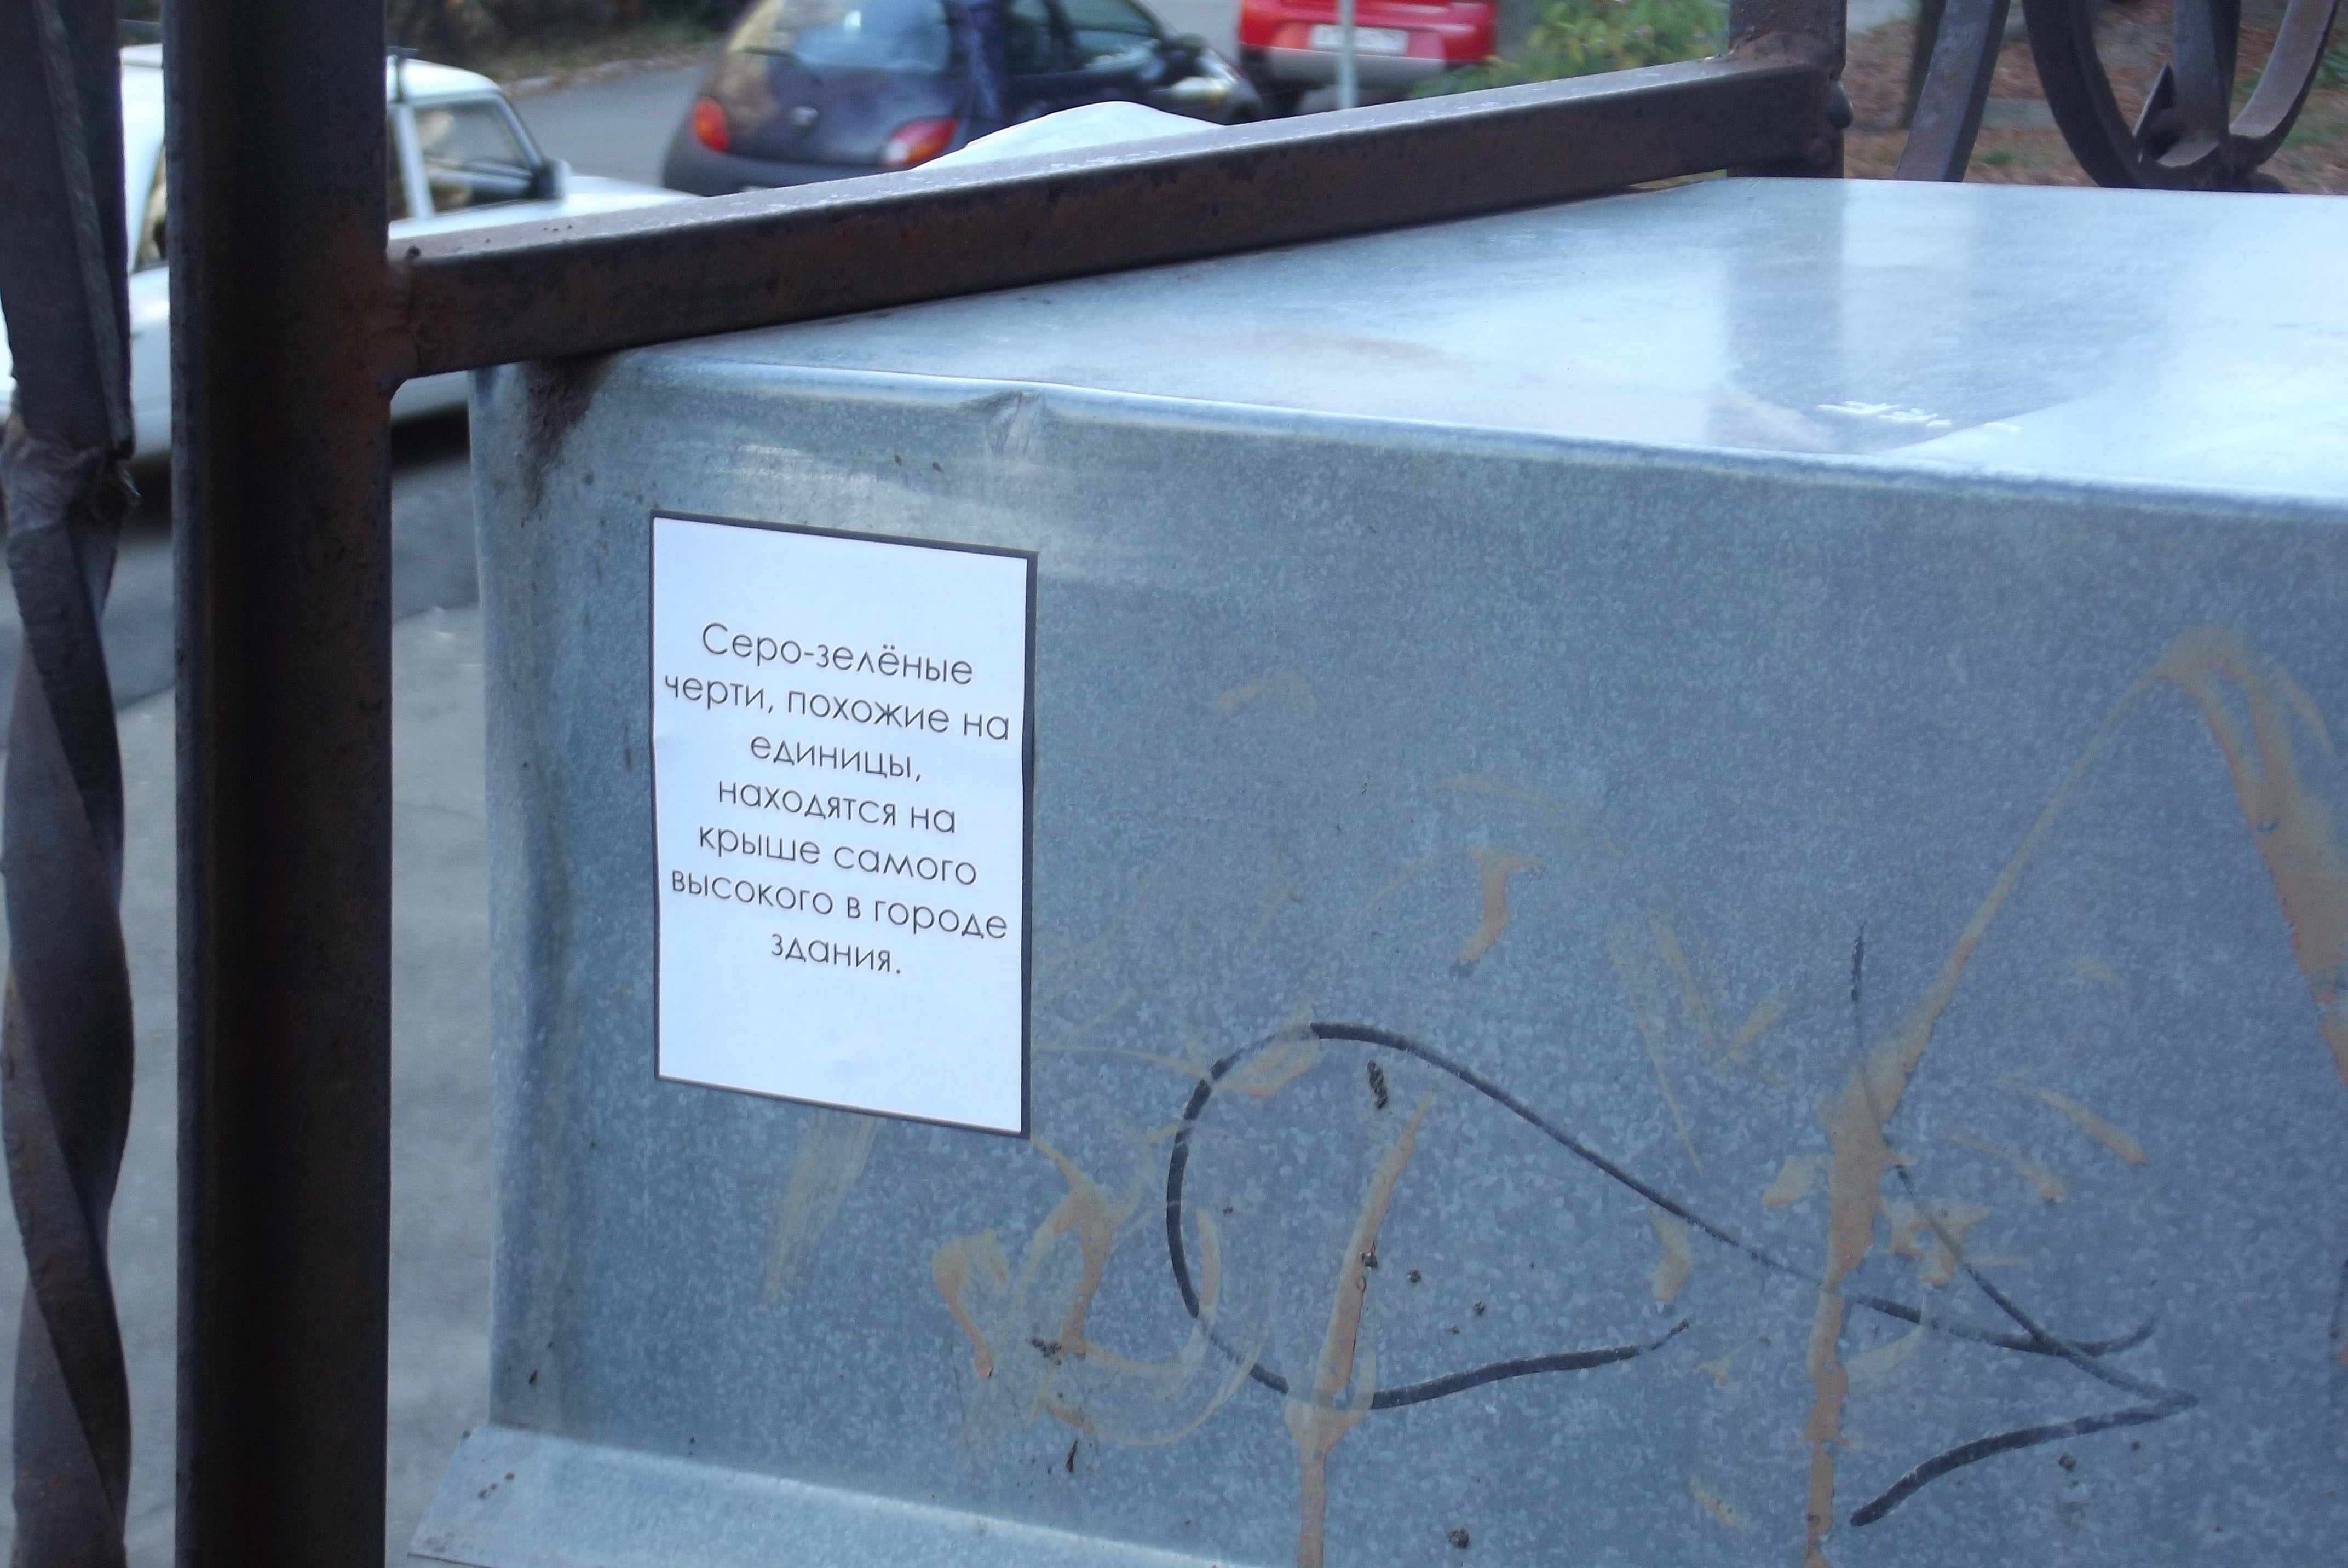 Серо-зелёные
черти, похожие на
единицы,
находятся на
крыше самого
высокого в городе
здания.